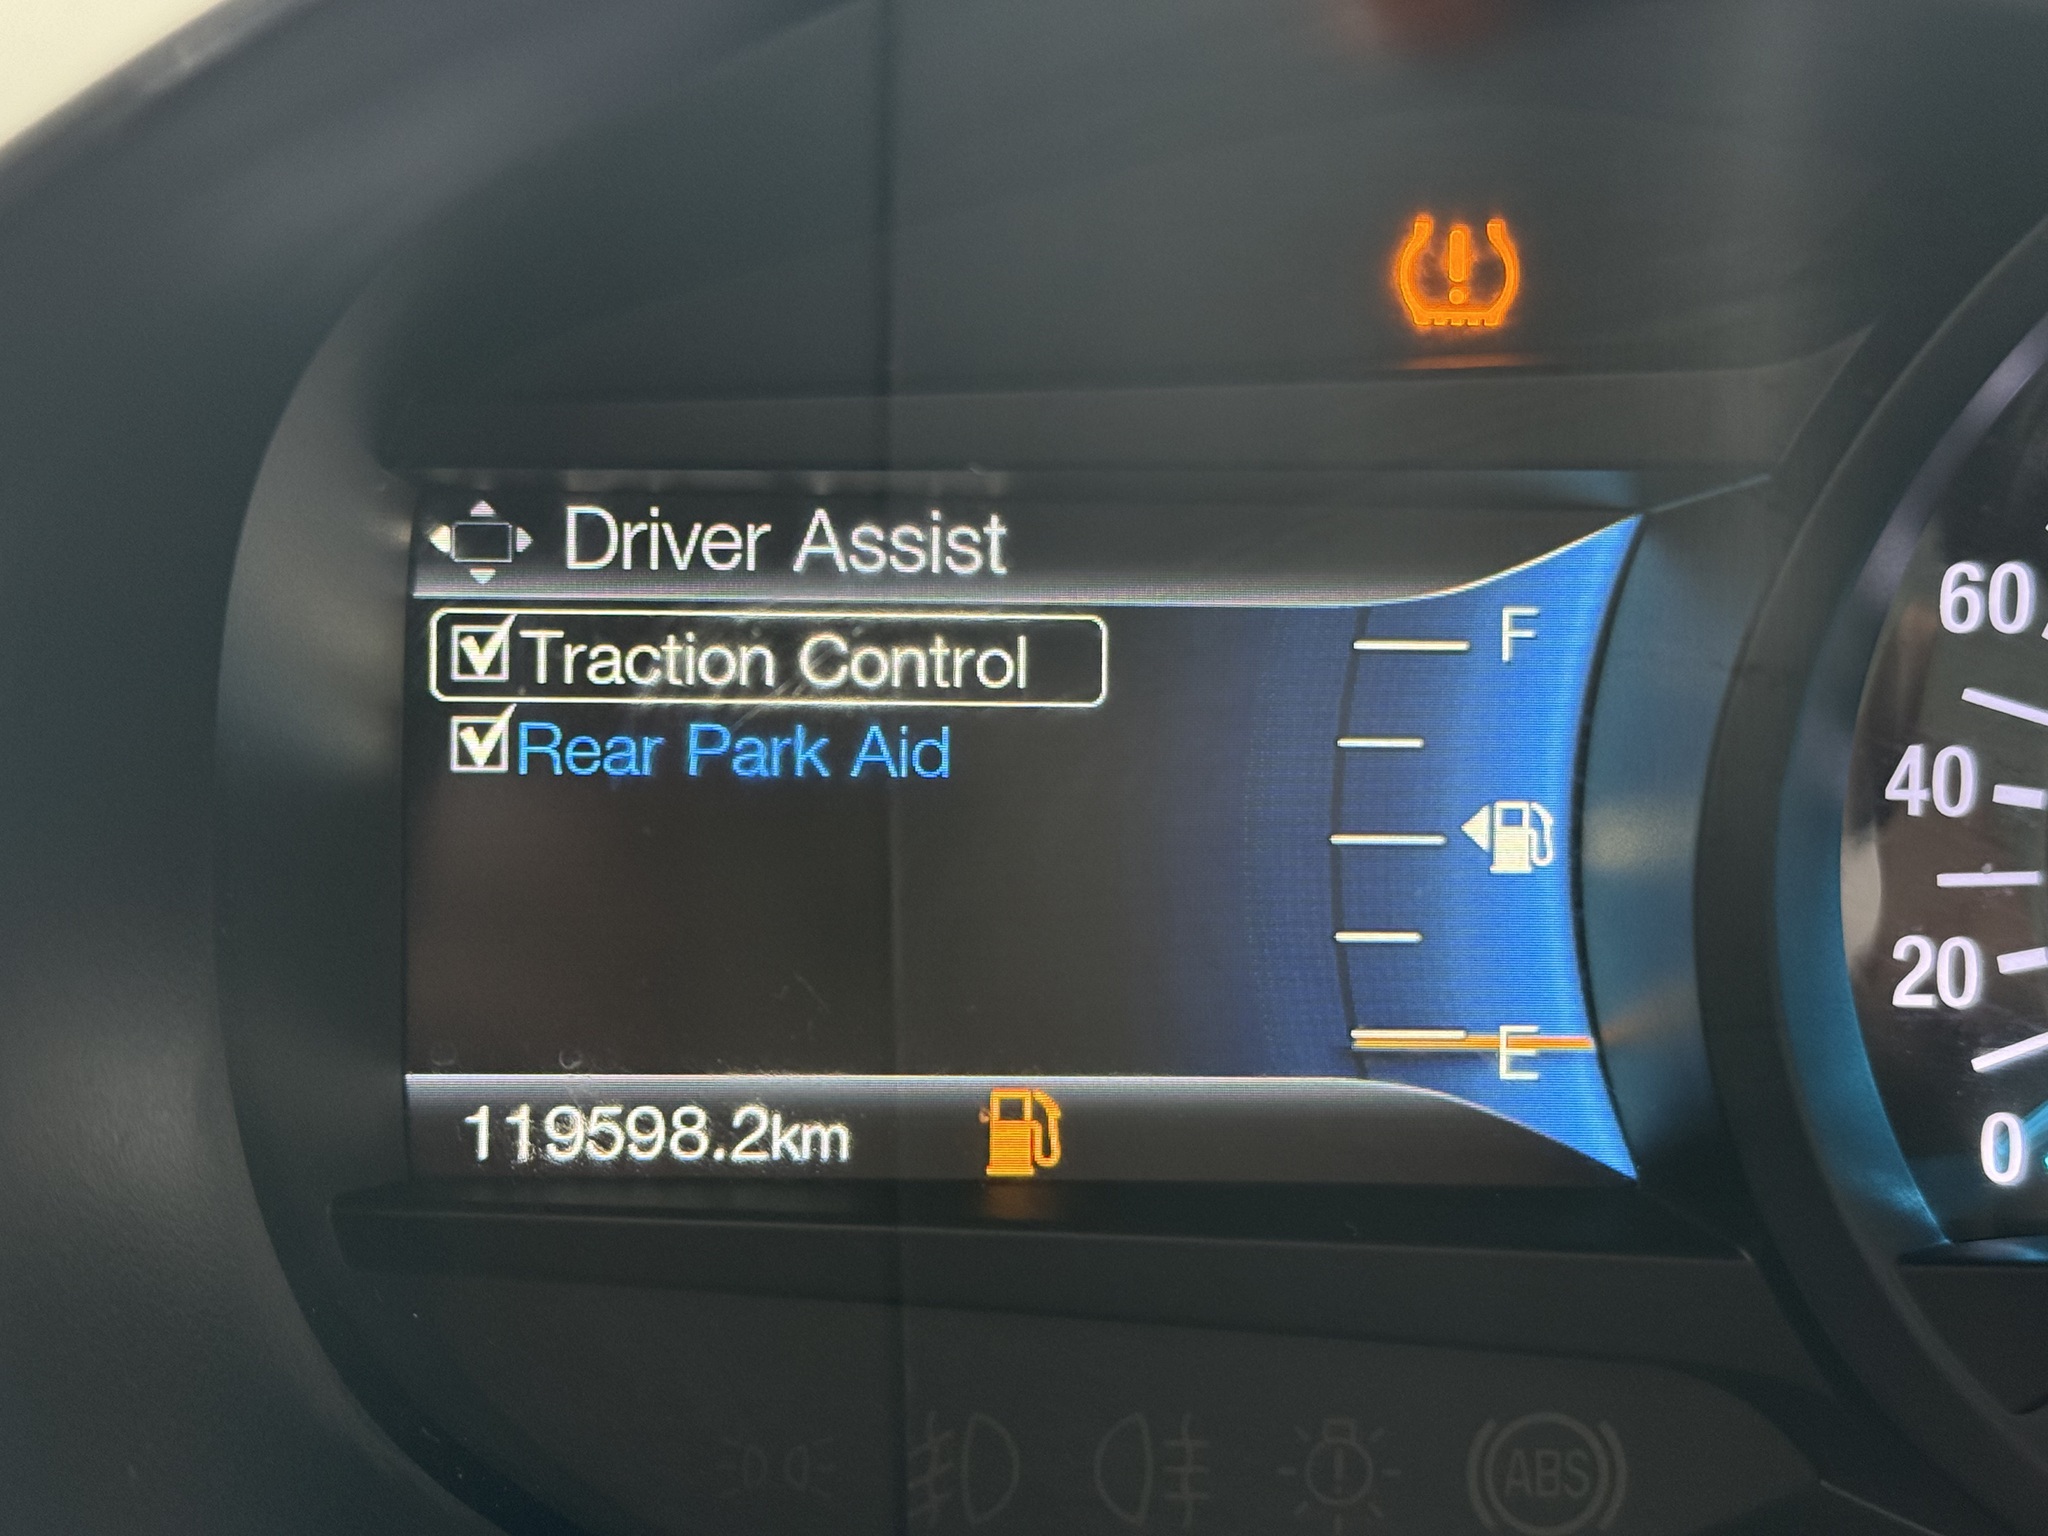 Driver Assist
Traction Control
Rear Park Aid
F
E
119598.2km
60
40
20
0
ABS